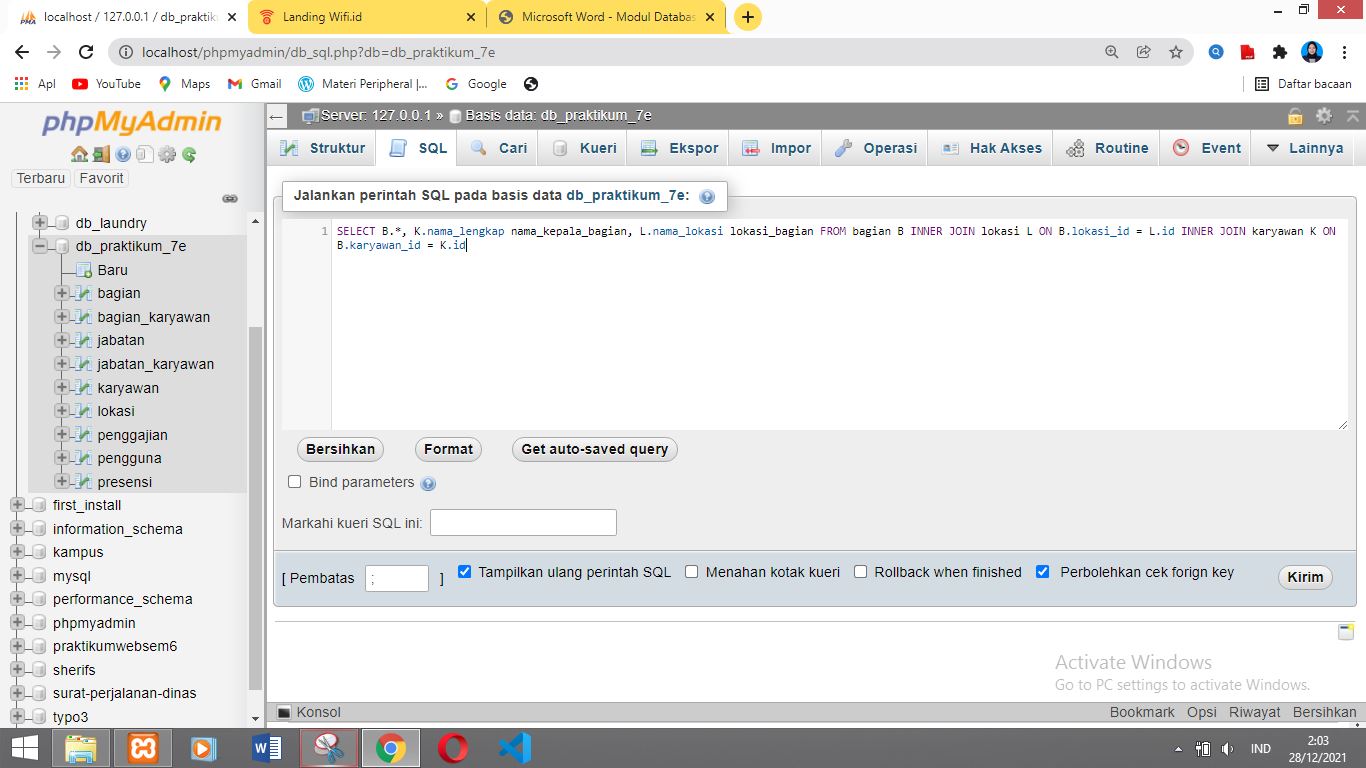 localhost / 127.0.0.1 / db_praktik
Landing Wifi.id
Microsoft Word - Modul Databas
localhost/phpmyadmin/db_sql.php?db=db_praktikum_7e
Apl YouTube Maps Gmail Materi Peripheral |... Google Daftar bacaan
phpMyAdmin
Terbaru Favorit
db_laundry
db_praktikum_7e
Baru
bagian
bagian_karyawan
jabatan
jabatan_karyawan
karyawan
lokasi
penggajian
pengguna
presensi
first_install
information_schema
kampus
mysql
performance_schema
phpmyadmin
praktikumwebsem6
sherifs
surat-perjalanan-dinas
typo3
Server: 127.0.0.1 » Basis data: db_praktikum_7e
Struktur SQL Cari Kueri Ekspor Impor Operasi Hak Akses Routine Event Lainnya
Jalankan perintah SQL pada basis data db_praktikum_7e:
1 SELECT B.*, K.nama_lengkap nama_kepala_bagian, L.nama_lokasi lokasi_bagian FROM bagian B INNER JOIN lokasi L ON B.lokasi_id = L.id INNER JOIN karyawan K ON
B.karyawan_id = K.id
Bersihkan Format Get auto-saved query
Bind parameters
Markahi kueri SQL ini:
[ Pembatas ; ] Tampilkan ulang perintah SQL Menahan kotak kueri Rollback when finished Perbolehkan cek forign key Kirim
Activate Windows
Go to PC settings to activate Windows.
Konsol Bookmark Opsi Riwayat Bersihkan
IND
2:03
28/12/2021